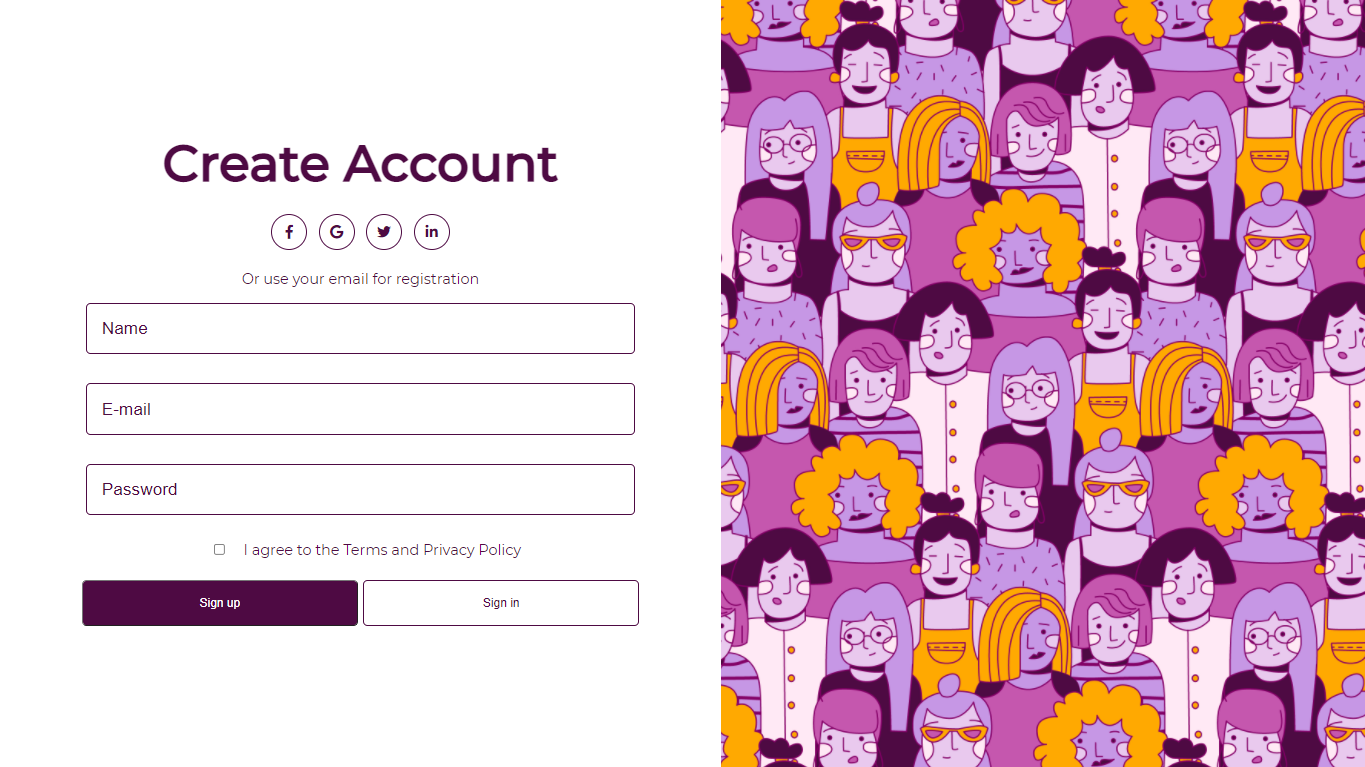 Create Account
f G in
Or use your email for registration
Name
E-mail
Password
I agree to the Terms and Privacy Policy
Sign up Sign in